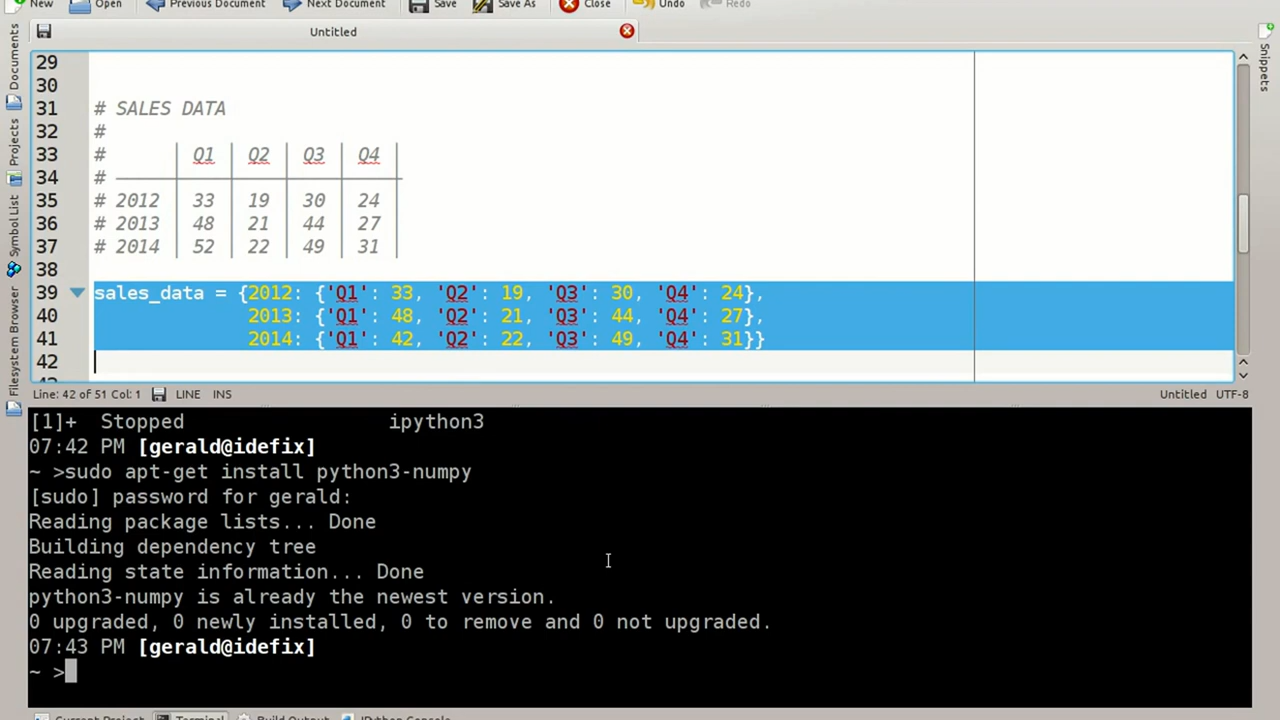 New Open Previous Document Next Document Save Save As Close Undo Redo
Untitled
Documents
Projects
Symbol List
Filesystem Browser
Snippets
29
30
31 # SALES DATA
32 #
33 # Q1 Q2 Q3 Q4
34 #
35 # 2012 33 19 30 24
36 # 2013 48 21 44 27
37 # 2014 52 22 49 31
38
39 sales_data = {2012: {'Q1': 33, 'Q2': 19, 'Q3': 30, 'Q4': 24},
40 2013: {'Q1': 48, 'Q2': 21, 'Q3': 44, 'Q4': 27},
41 2014: {'Q1': 42, 'Q2': 22, 'Q3': 49, 'Q4': 31}}
42
Line: 42 of 51 Col: 1 LINE INS Untitled UTF-8
[1]+ Stopped ipython3
07:42 PM [gerald@idefix]
~ >sudo apt-get install python3-numpy
[sudo] password for gerald:
Reading package lists... Done
Building dependency tree
Reading state information... Done
python3-numpy is already the newest version.
0 upgraded, 0 newly installed, 0 to remove and 0 not upgraded.
07:43 PM [gerald@idefix]
~ >
Current Project Terminal Build Output IPython Console